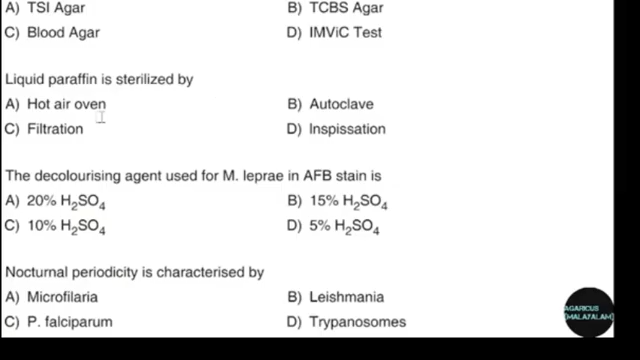 A) TSI Agar B) TCBS Agar
C) Blood Agar D) IMViC Test
Liquid paraffin is sterilized by
A) Hot air oven B) Autoclave
C) Filtration D) Inspissation
The decolourising agent used for M. leprae in AFB stain is
A) 20% H₂SO₄ B) 15% H₂SO₄
C) 10% H₂SO₄ D) 5% H₂SO₄
Nocturnal periodicity is characterised by
A) Microfilaria B) Leishmania
C) P. falciparum D) Trypanosomes
AGARICUS
(MALAYALAM)